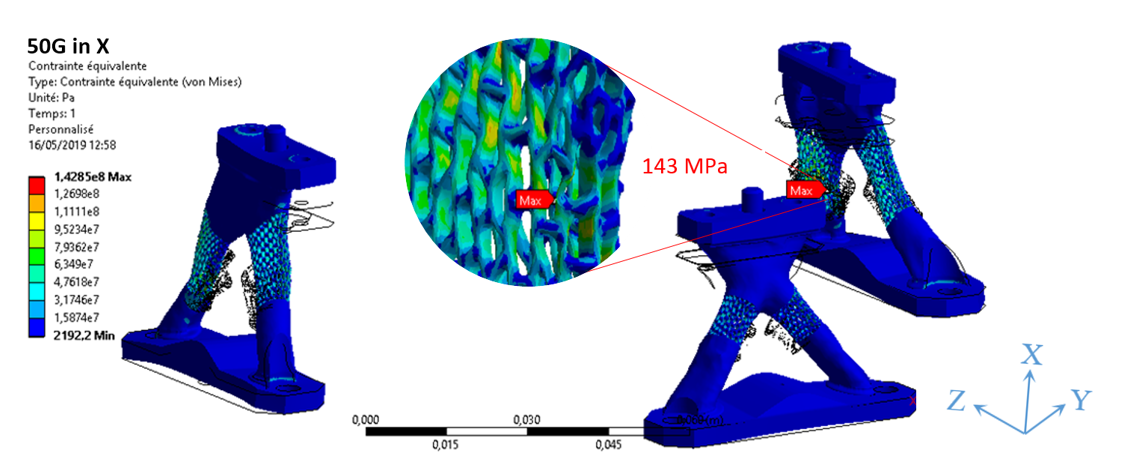 50G in X
Contrainte équivalente
Type: Contrainte équivalente (von Mises)
Unité: Pa
Temps: 1
Personnalisé
16/05/2019 12:58
1,4285e8 Max
1,2698e8
1,1111e8
9,5234e7
7,9362e7
6,349e7
4,7618e7
3,1746e7
1,5874e7
2192,2 Min
Max
143 MPa
Max
0,000
0,030
0,015
0,045
X
Z
Y